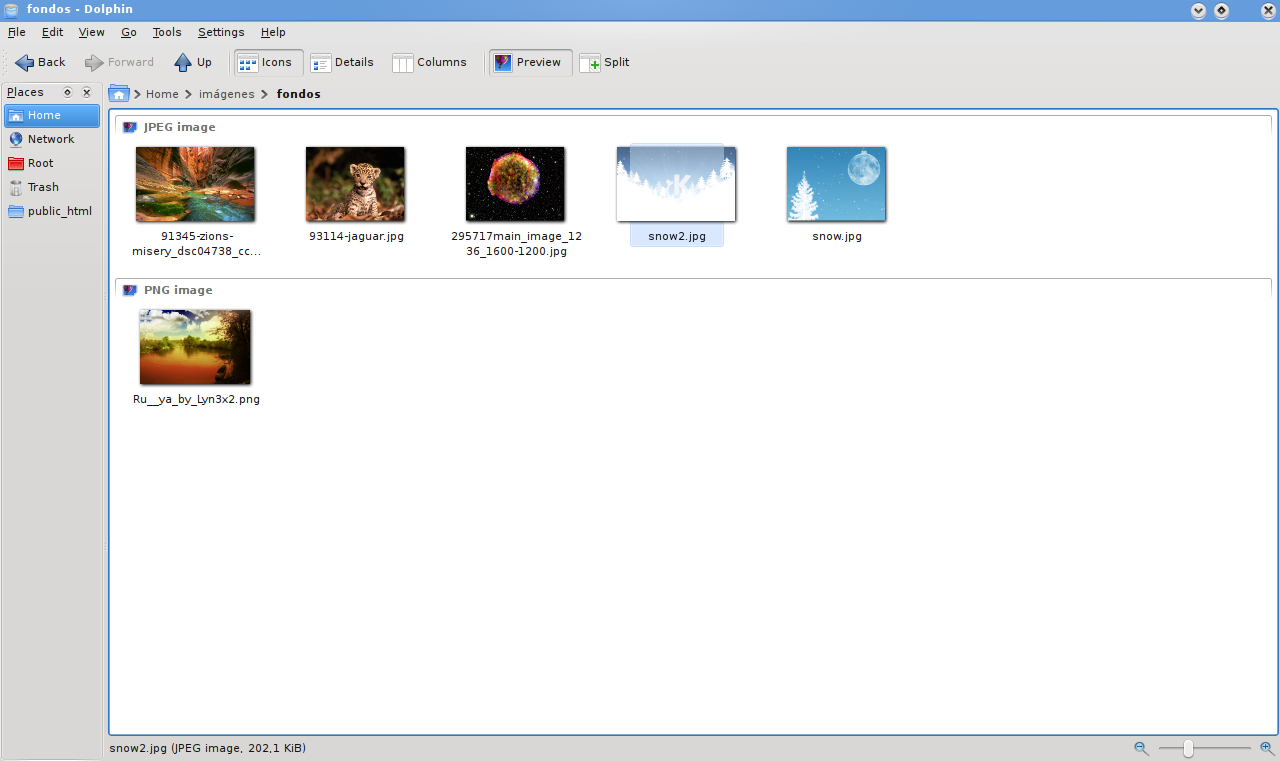 fondos - Dolphin
File Edit View Go Tools Settings Help
Back Forward Up Icons Details Columns Preview Split
Places
Home > imágenes > fondos
Home
Network
Root
Trash
public_html
JPEG image
91345-zions-
misery_dsc04738_cc...
93114-jaguar.jpg
295717main_image_12
36_1600-1200.jpg
snow2.jpg
snow.jpg
PNG image
Ru__ya_by_Lyn3x2.png
snow2.jpg (JPEG image, 202,1 KiB)